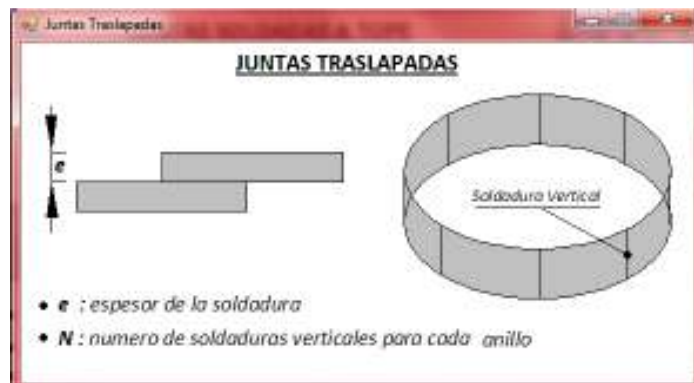 Juntas Traslapadas
JUNTAS TRASLAPADAS
e
Soldadura Vertical
• e : espesor de la soldadura
• N : numero de soldaduras verticales para cada anillo